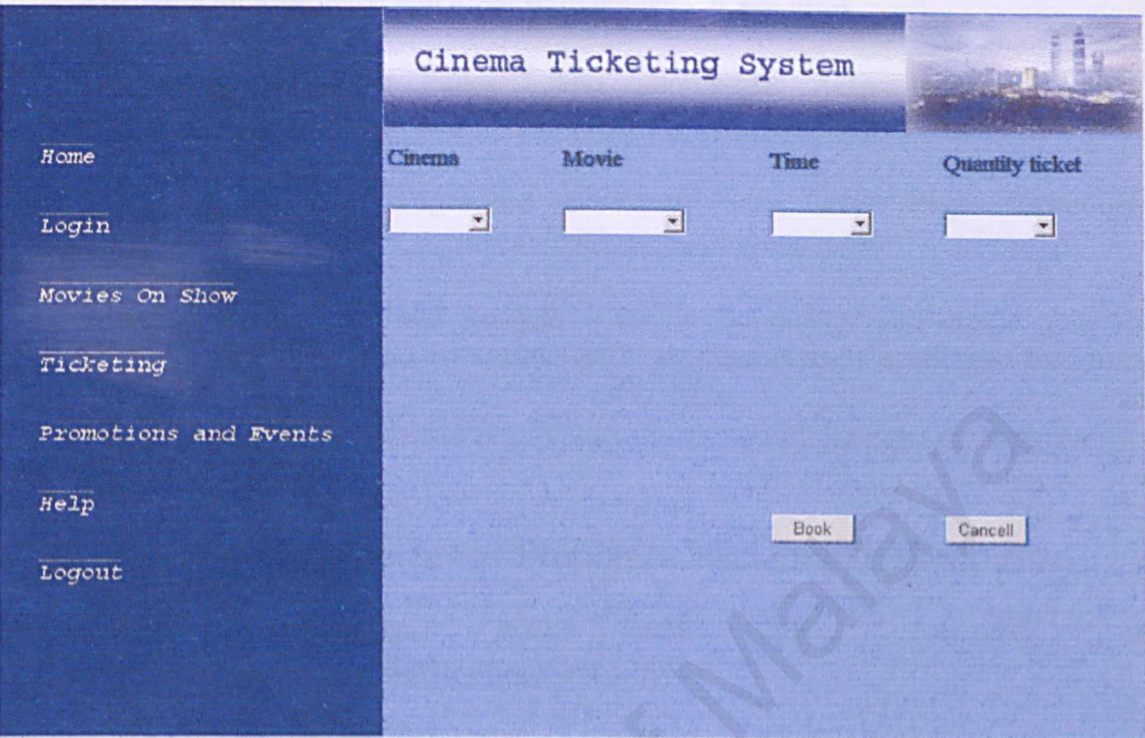 Cinema Ticketing System
Home
Login
Movies On Show
Ticketing
Promotions and Events
Help
Logout
Cinema Movie Time Quantity ticket
Book Cancell
Malaya